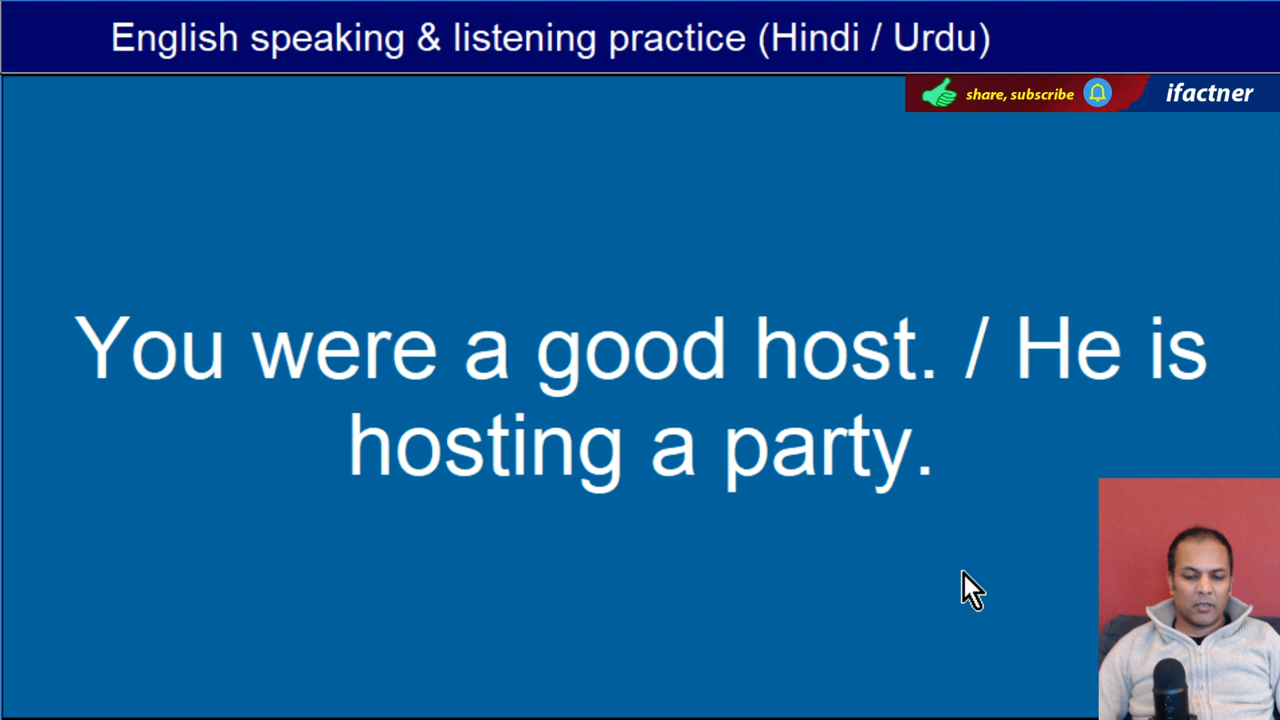 English speaking & listening practice (Hindi / Urdu)
share, subscribe
ifactner
You were a good host. / He is
hosting a party.